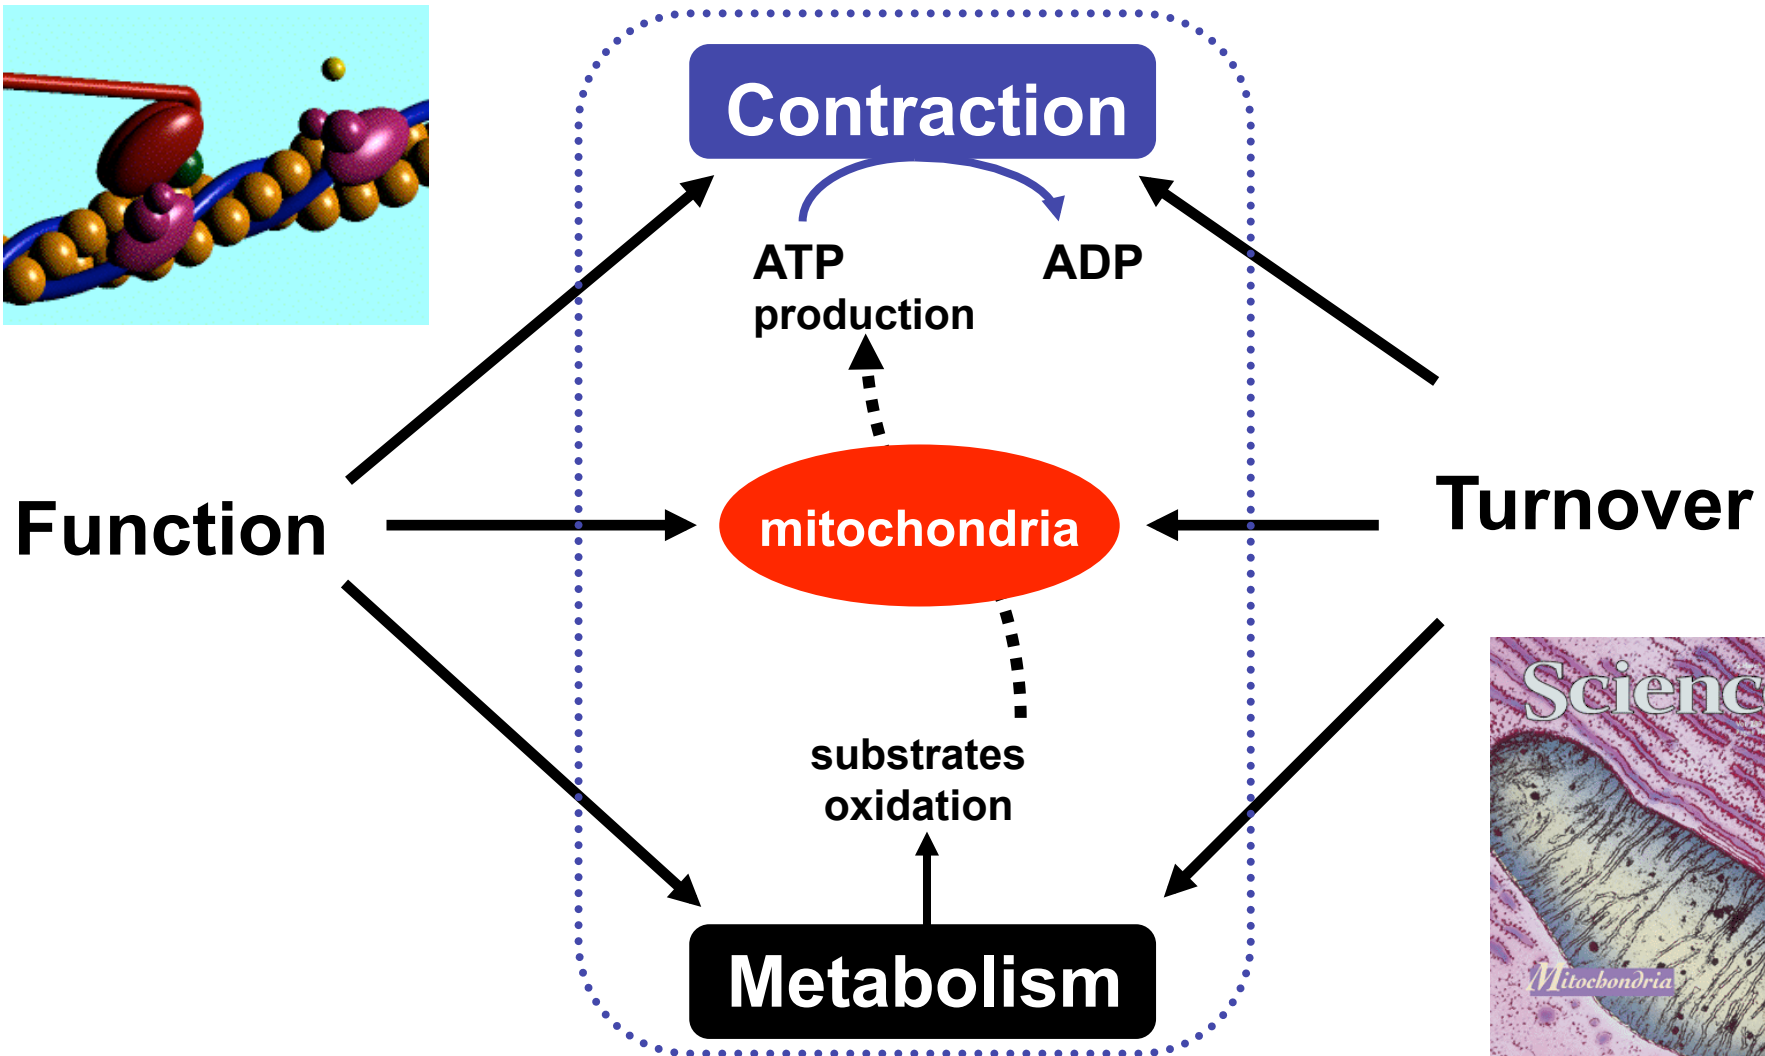 Contraction
ATP
ADP
production
Function
mitochondria
Turnover
substrates
oxidation
Metabolism
Scienc
Mitochondria